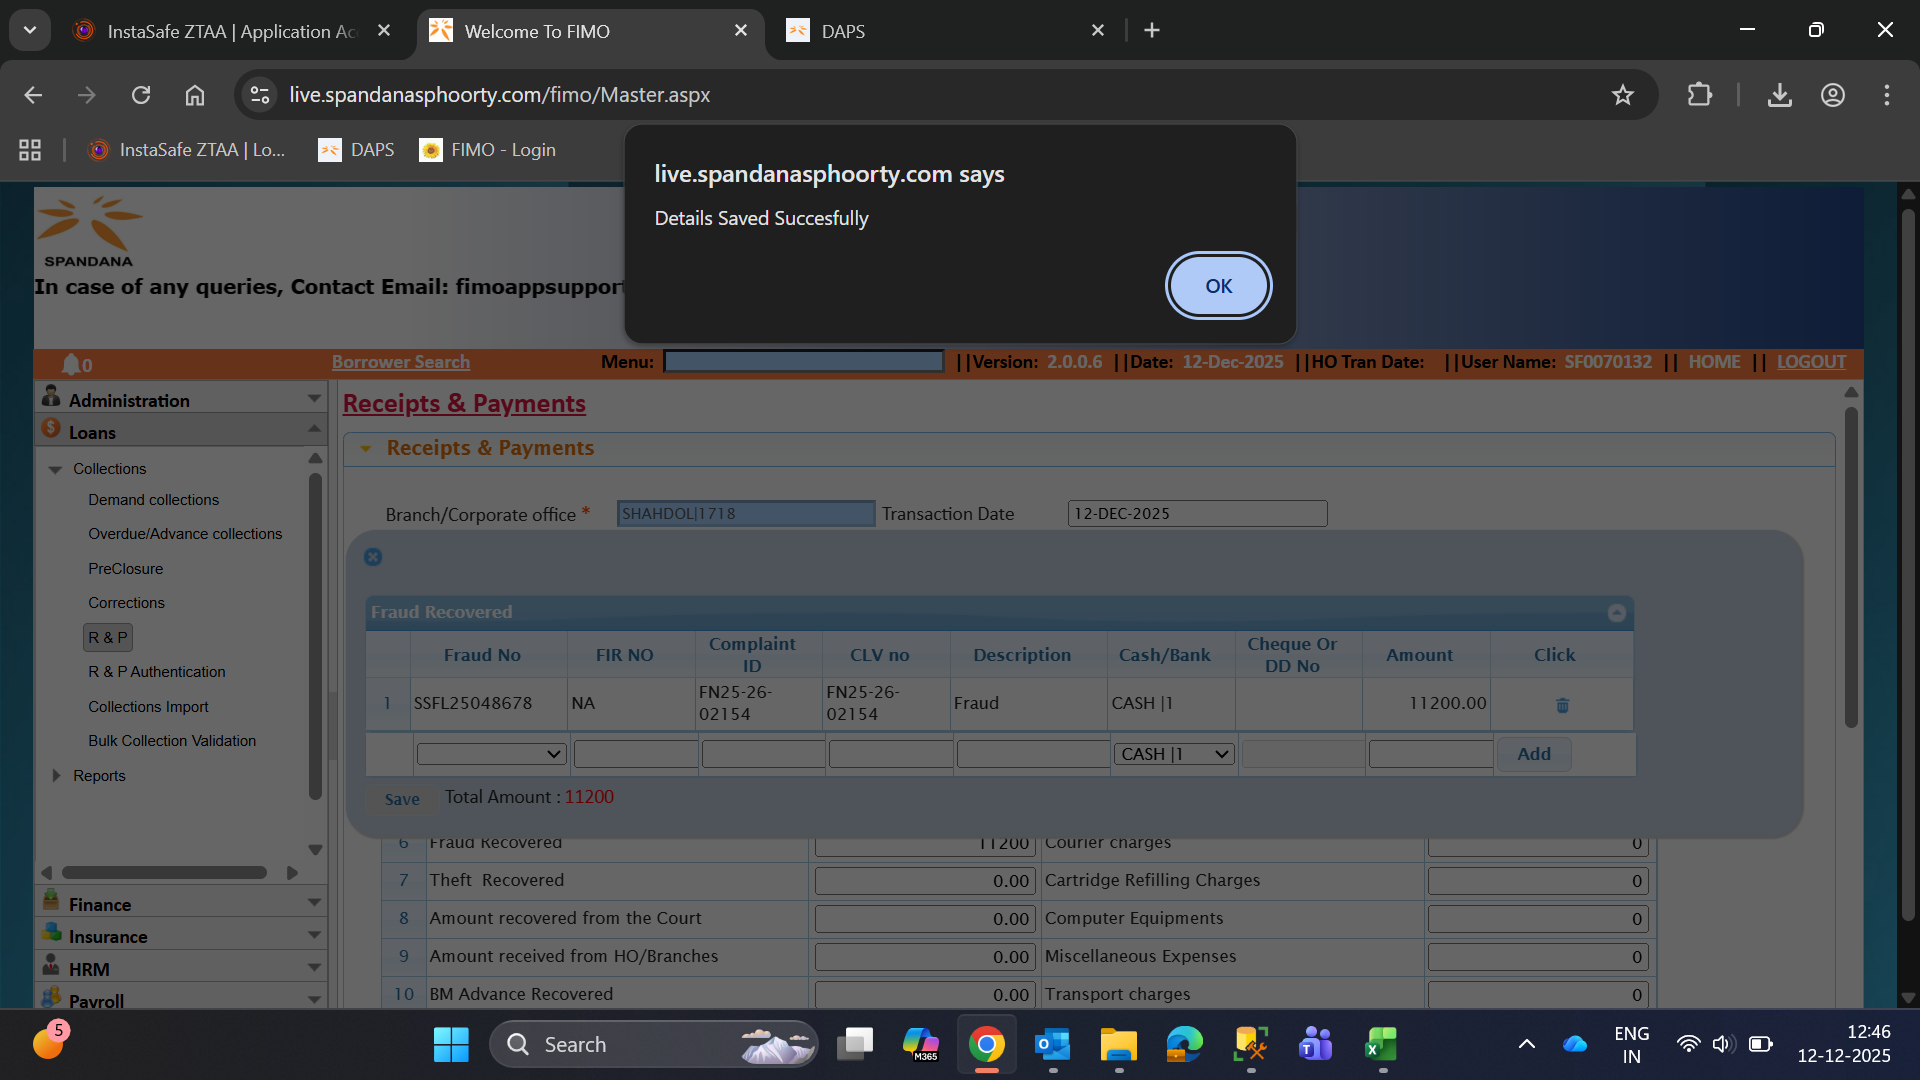 InstaSafe ZTAA | Application Acc
Welcome To FIMO
DAPS
live.spandanasphoorty.com/fimo/Master.aspx
InstaSafe ZTAA | Lo...
DAPS
FIMO - Login
live.spandanasphoorty.com says
Details Saved Succesfully
OK
SPANDANA
In case of any queries, Contact Email: fimoappsupport
0
Borrower Search
Menu:
||Version: 2.0.0.6 ||Date: 12-Dec-2025 ||HO Tran Date: ||User Name: SF0070132 || HOME || LOGOUT
Administration
Loans
Collections
Demand collections
Overdue/Advance collections
PreClosure
Corrections
R & P
R & P Authentication
Collections Import
Bulk Collection Validation
Reports
Finance
Insurance
HRM
Payroll
Receipts & Payments
Receipts & Payments
Branch/Corporate office * SHAHDOL|1718 Transaction Date 12-DEC-2025
Fraud Recovered
Fraud No FIR NO Complaint ID CLV no Description Cash/Bank Cheque Or DD No Amount Click
1 SSFL25048678 NA FN25-26-02154 FN25-26-02154 Fraud CASH |1 11200.00
CASH |1 Add
Save Total Amount : 11200
6 Fraud Recovered 11200 Courier charges 0
7 Theft Recovered 0.00 Cartridge Refilling Charges 0
8 Amount recovered from the Court 0.00 Computer Equipments 0
9 Amount received from HO/Branches 0.00 Miscellaneous Expenses 0
10 BM Advance Recovered 0.00 Transport charges 0
5
Search
M365
ENG
IN
12:46
12-12-2025